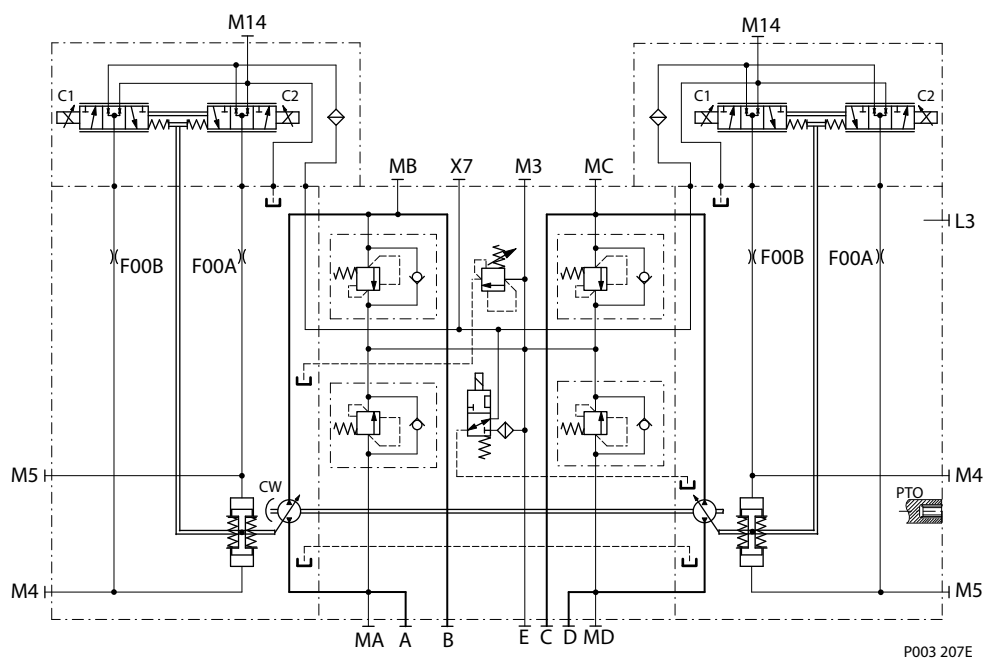 M14 M14
C1 C2 C1 C2
MB X7 M3 MC
L3
F00B F00A F00B F00A
M5 M4
CW PTO
M4 M5
MA A B E C D MD
P003 207E